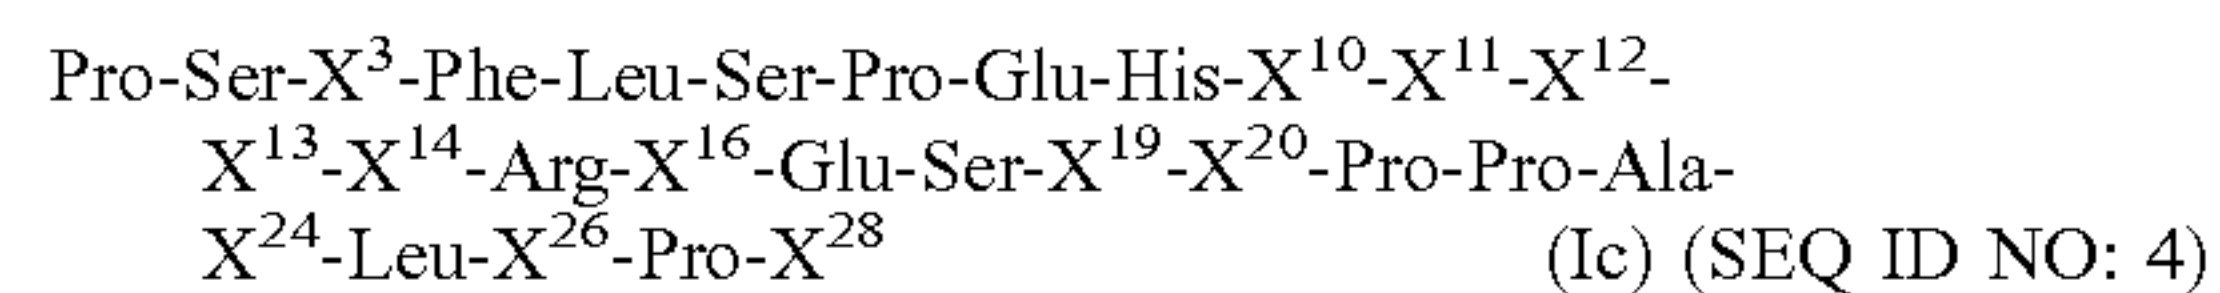 Pro-Ser-X³-Phe-Leu-Ser-Pro-Glu-His-X¹⁰-X¹¹-X¹²-
X¹³-X¹⁴-Arg-X¹⁶-Glu-Ser-X¹⁹-X²⁰-Pro-Pro-Ala-
X²⁴-Leu-X²⁶-Pro-X²⁸ (Ic) (SEQ ID NO: 4)